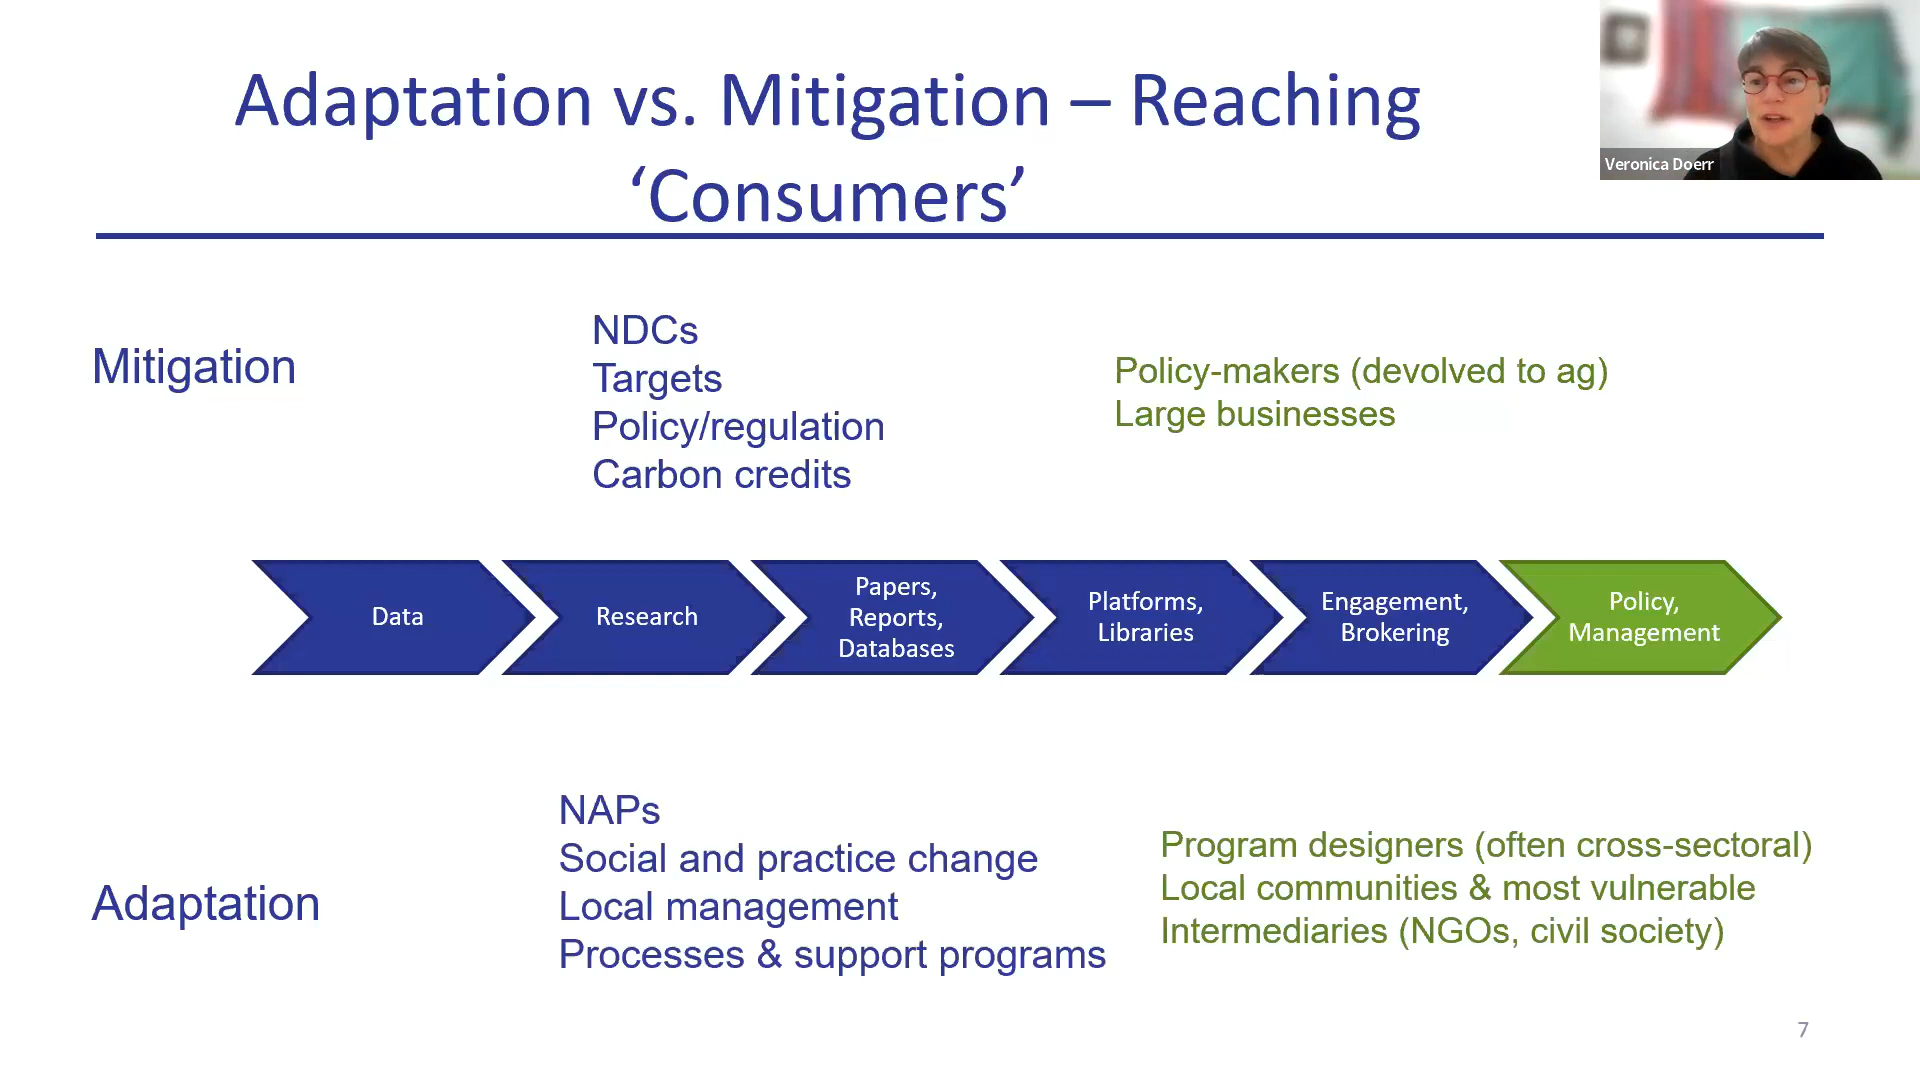 Adaptation vs. Mitigation – Reaching
‘Consumers’
Veronica Doerr
Mitigation
NDCs
Targets
Policy/regulation
Carbon credits
Policy-makers (devolved to ag)
Large businesses
Data
Research
Papers,
Reports,
Databases
Platforms,
Libraries
Engagement,
Brokering
Policy,
Management
Adaptation
NAPs
Social and practice change
Local management
Processes & support programs
Program designers (often cross-sectoral)
Local communities & most vulnerable
Intermediaries (NGOs, civil society)
7